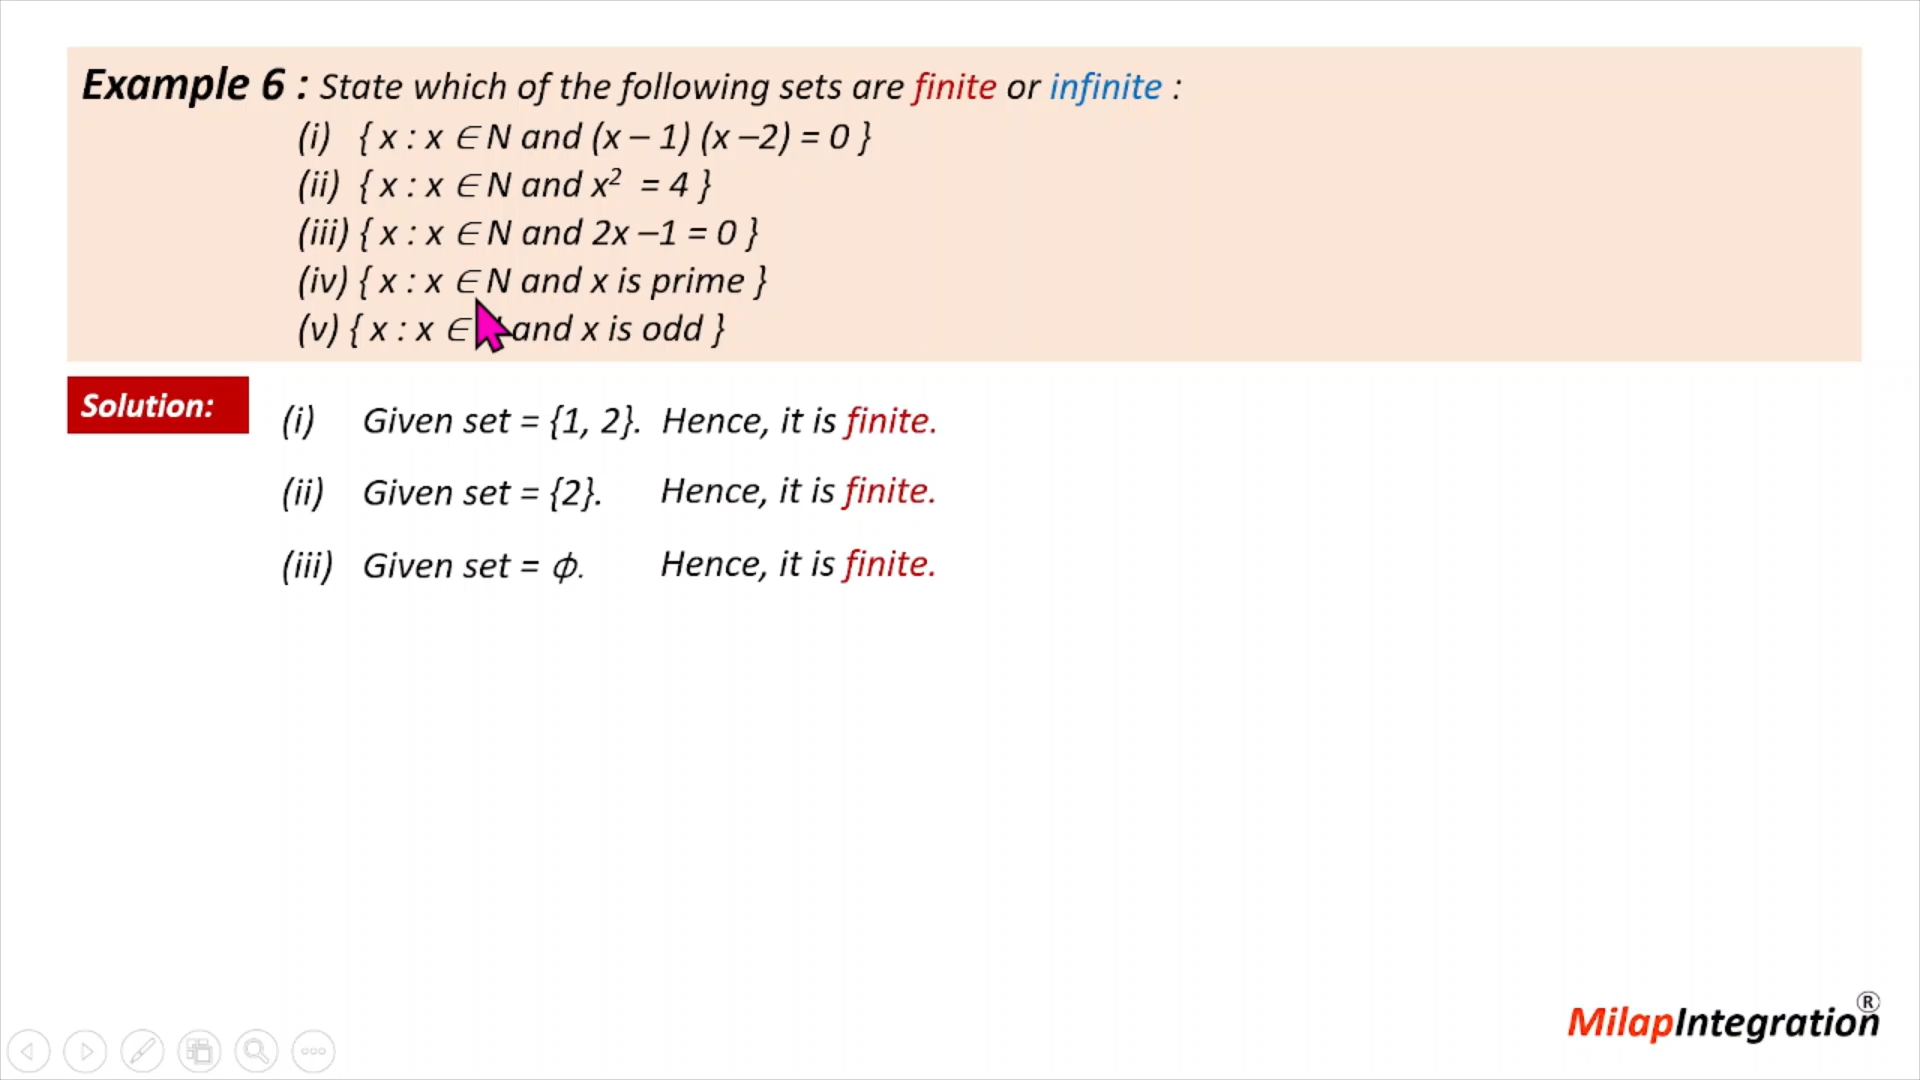 Example 6 : State which of the following sets are finite or infinite :
(i) { x : x ∈ N and (x – 1) (x –2) = 0 }
(ii) { x : x ∈ N and x² = 4 }
(iii) { x : x ∈ N and 2x –1 = 0 }
(iv) { x : x ∈ N and x is prime }
(v) { x : x ∈ and x is odd }
Solution:
(i) Given set = {1, 2}. Hence, it is finite.
(ii) Given set = {2}. Hence, it is finite.
(iii) Given set = ϕ. Hence, it is finite.
MilapIntegration®